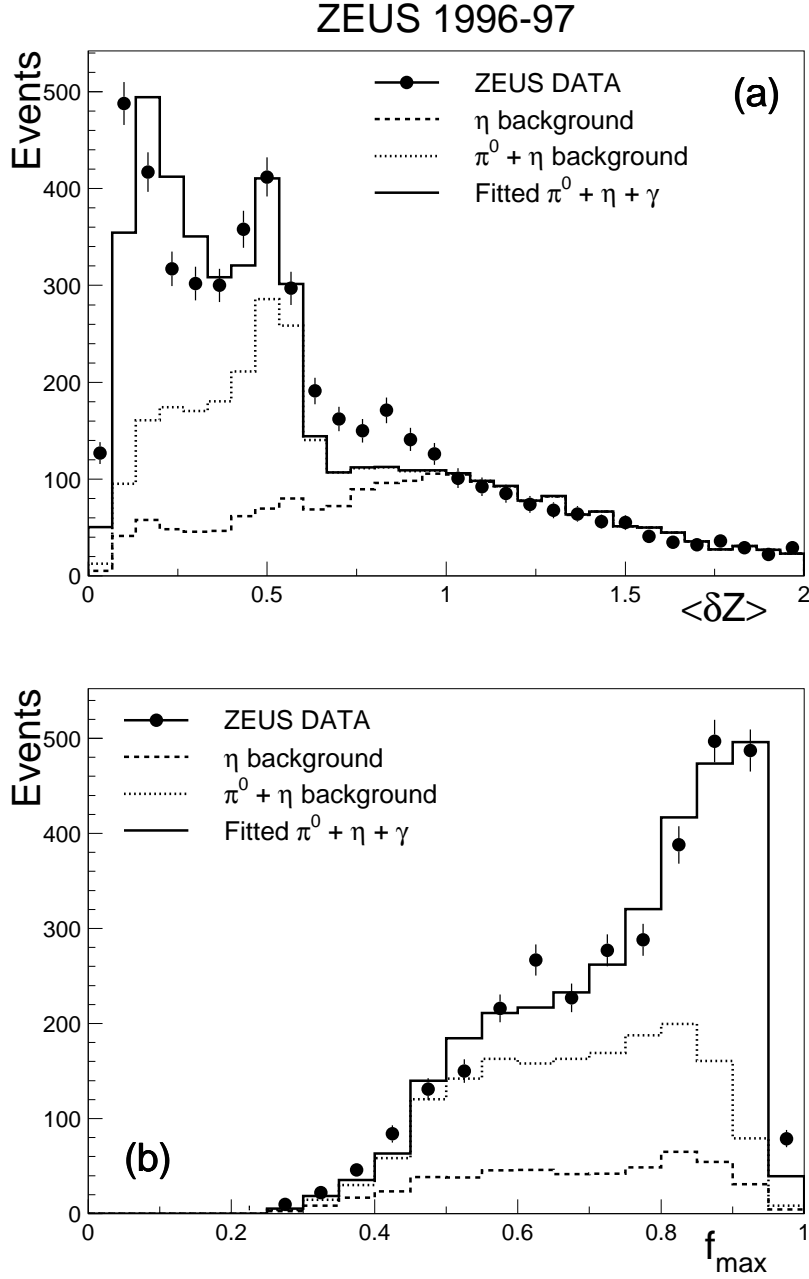 ZEUS 1996-97
Events
500
400
300
200
100
0
ZEUS DATA
η background
π⁰ + η background
Fitted π⁰ + η + γ
(a)
0 0.5 1 1.5 2
<δZ>
Events
500
400
300
200
100
0
ZEUS DATA
η background
π⁰ + η background
Fitted π⁰ + η + γ
(b)
0 0.2 0.4 0.6 0.8 1
f_max